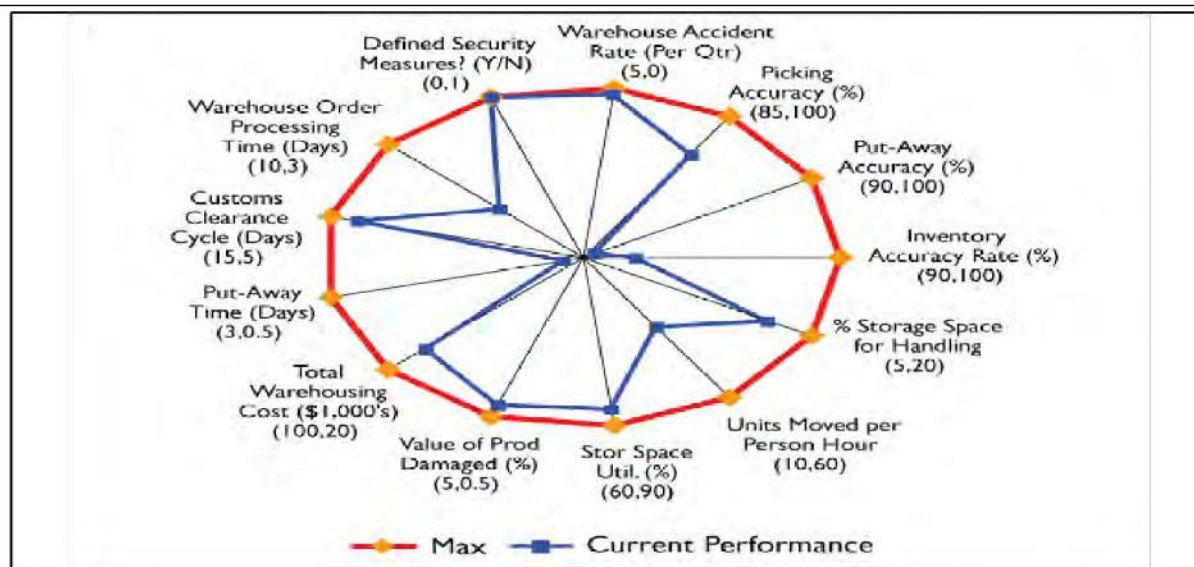 Warehouse Accident
Rate (Per Qtr)
(5,0)
Picking
Accuracy (%)
(85,100)
Put-Away
Accuracy (%)
(90,100)
Inventory
Accuracy Rate (%)
(90,100)
% Storage Space
for Handling
(5,20)
Units Moved per
Person Hour
(10,60)
Stor Space
Util. (%)
(60,90)
Value of Prod
Damaged (%)
(5,0.5)
Total
Warehousing
Cost ($1,000's)
(100,20)
Put-Away
Time (Days)
(3,0.5)
Customs
Clearance
Cycle (Days)
(15,5)
Warehouse Order
Processing
Time (Days)
(10,3)
Defined Security
Measures? (Y/N)
(0,1)
Max
Current Performance